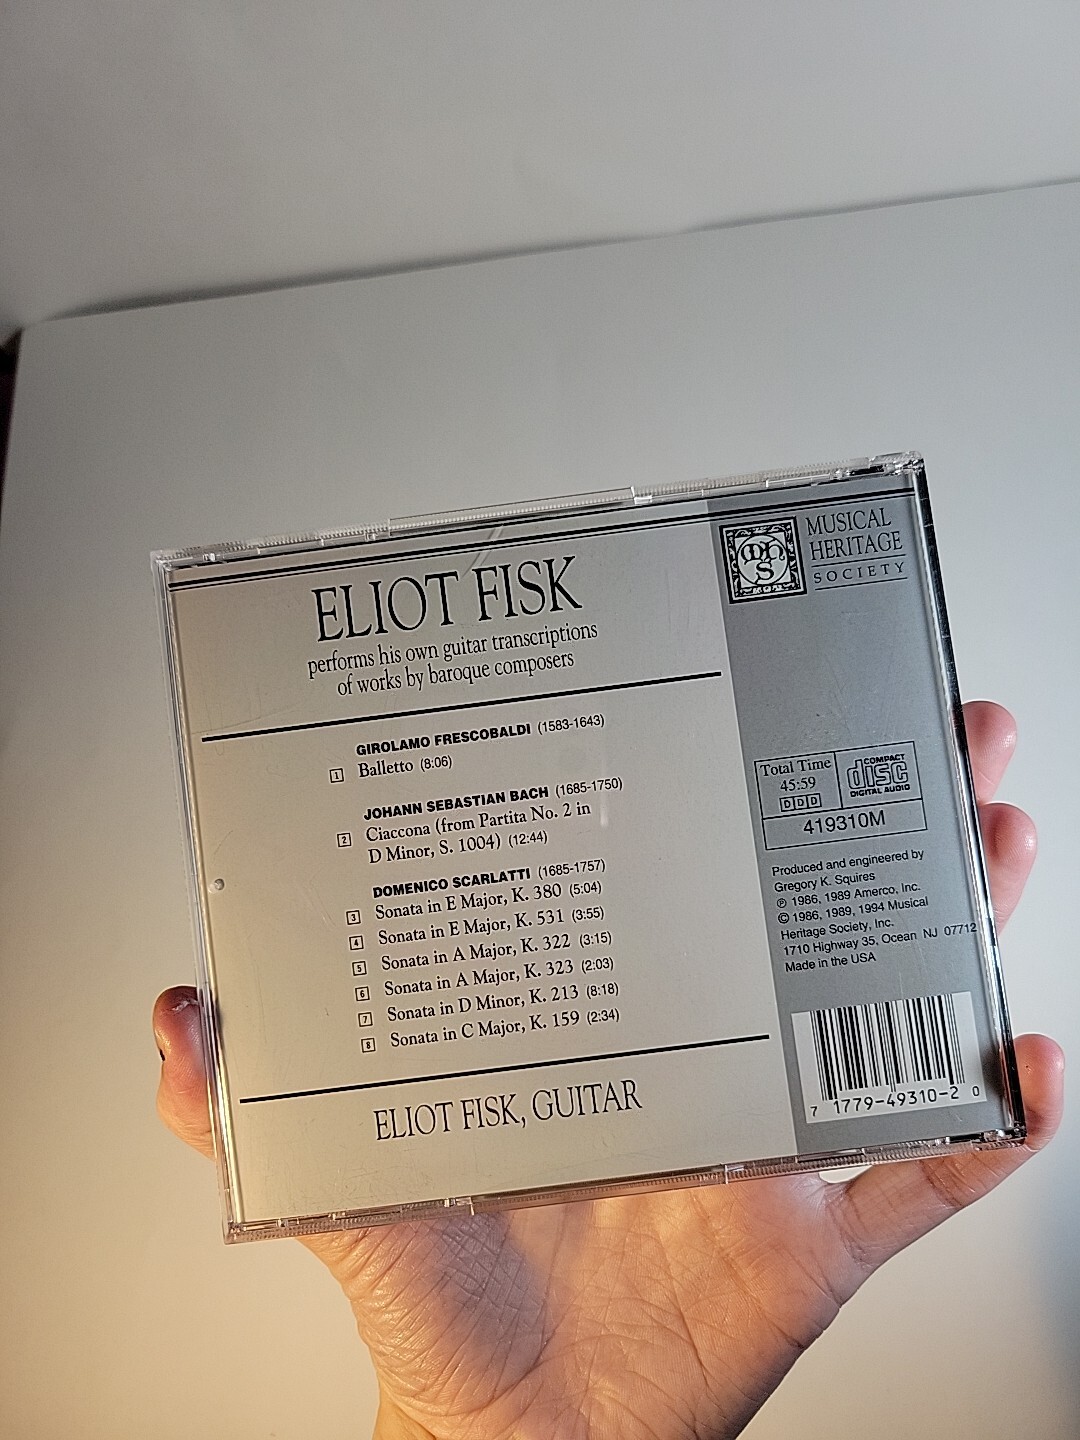 ELIOT FISK
performs his own guitar transcriptions
of works by baroque composers
GIROLAMO FRESCOBALDI (1583-1643)
1 Balletto (8:06)
JOHANN SEBASTIAN BACH (1685-1750)
2 Ciaccona (from Partita No. 2 in
D Minor, S. 1004) (12:44)
DOMENICO SCARLATTI (1685-1757)
3 Sonata in E Major, K. 380 (5:04)
4 Sonata in E Major, K. 531 (3:55)
5 Sonata in A Major, K. 322 (3:15)
6 Sonata in A Major, K. 323 (2:03)
7 Sonata in D Minor, K. 213 (8:18)
8 Sonata in C Major, K. 159 (2:34)
ELIOT FISK, GUITAR
mhs
MUSICAL
HERITAGE
SOCIETY
Total Time
45:59
DDD
COMPACT
disc
DIGITAL AUDIO
419310M
Produced and engineered by
Gregory K. Squires
℗ 1986, 1989 Amerco, Inc.
© 1986, 1989, 1994 Musical
Heritage Society, Inc.
1710 Highway 35, Ocean NJ 07712
Made in the USA
7 1779-49310-2 0